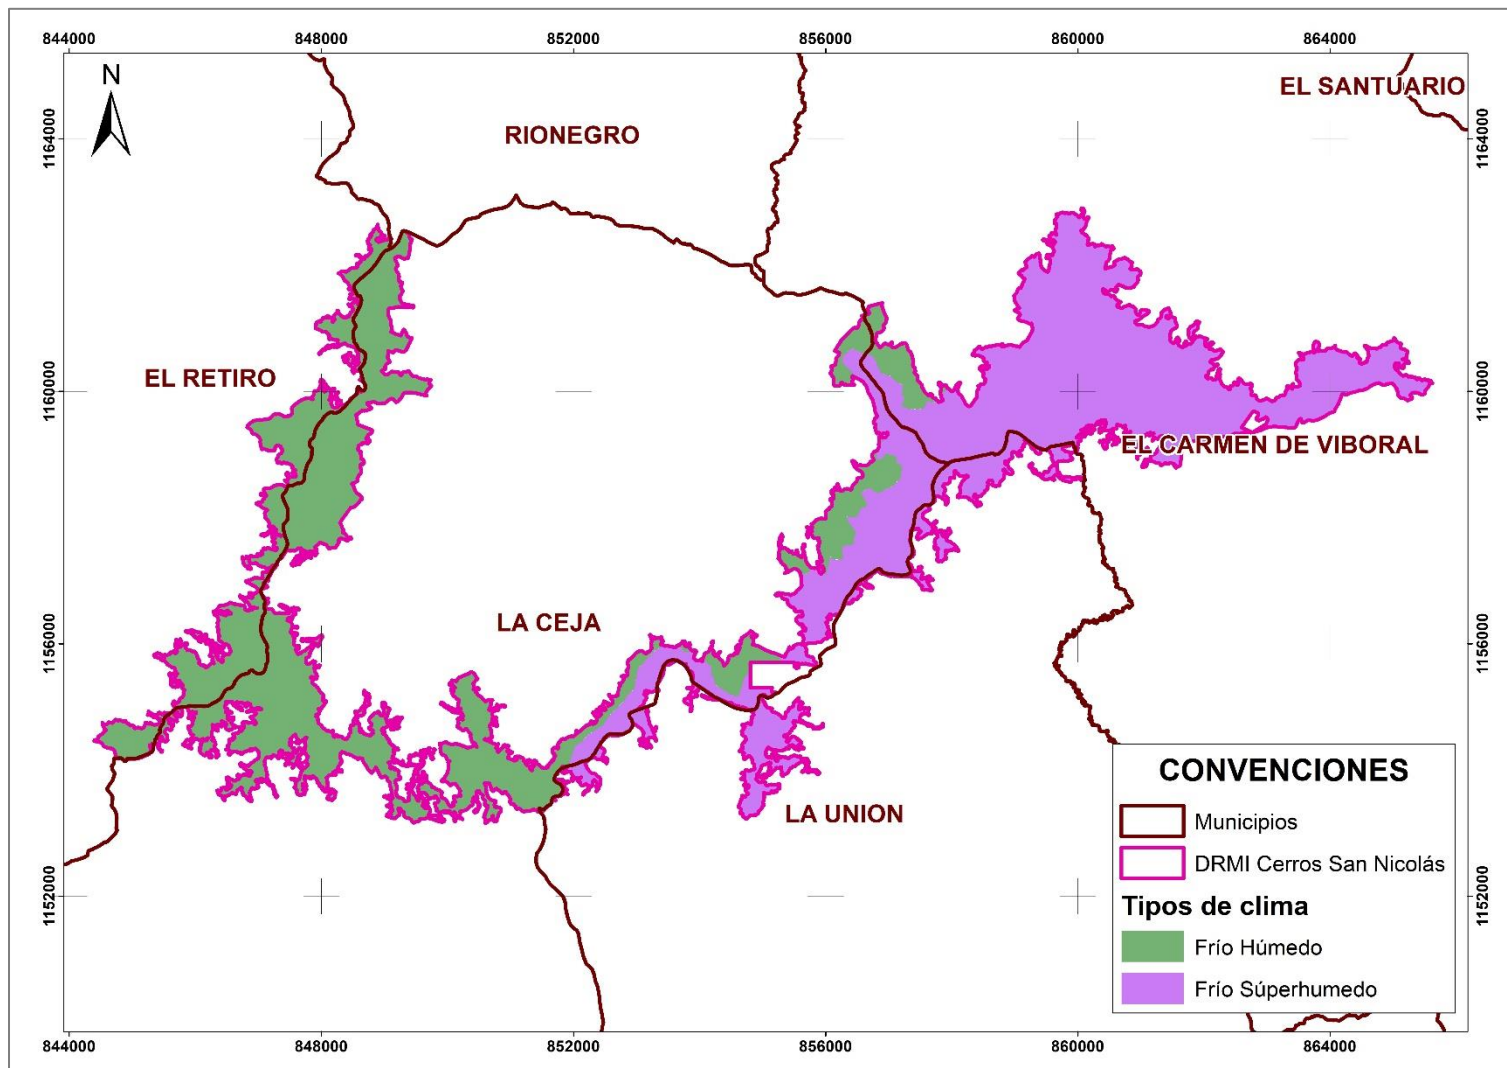 844000 848000 852000 856000 860000 864000
N
EL SANTUARIO
1164000 1164000
RIONEGRO
EL RETIRO
1160000 1160000
EL CARMEN DE VIBORAL
LA CEJA
1156000 1156000
LA UNION
1152000 1152000
CONVENCIONES
Municipios
DRMI Cerros San Nicolás
Tipos de clima
Frío Húmedo
Frío Súperhumedo
844000 848000 852000 856000 860000 864000